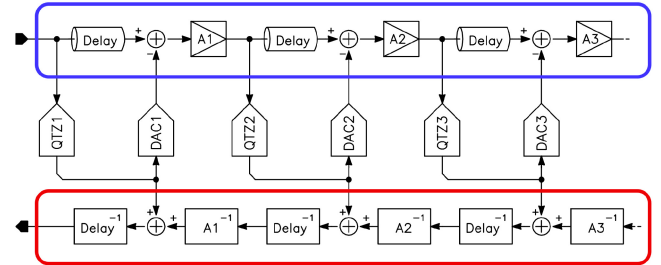 Delay + − A1 Delay + − A2 Delay + − A3
QTZ1 DAC1 QTZ2 DAC2 QTZ3 DAC3
Delay⁻¹ + + A1⁻¹ Delay⁻¹ + + A2⁻¹ Delay⁻¹ + + A3⁻¹